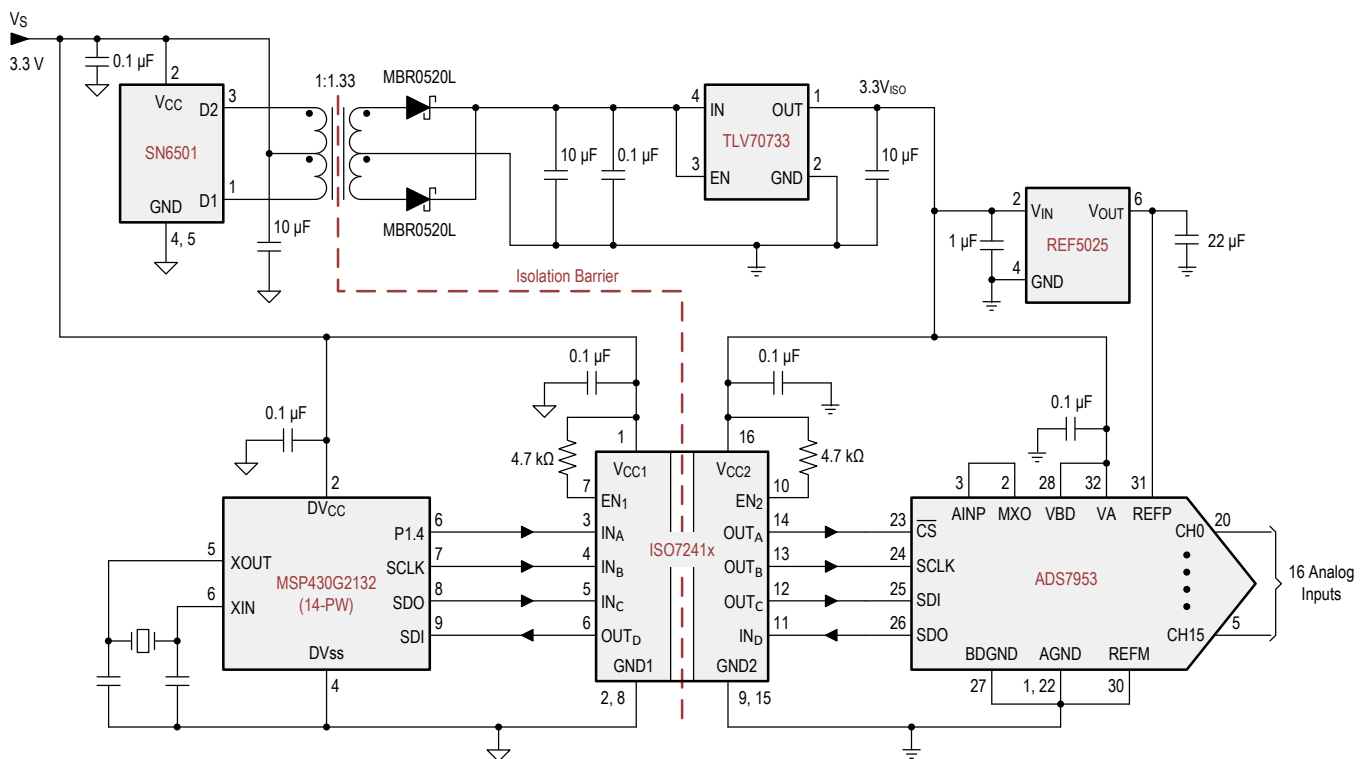 VS
3.3 V
0.1 µF
2
VCC
D2
3
SN6501
D1
1
GND
4, 5
10 µF
1:1.33
MBR0520L
MBR0520L
10 µF
0.1 µF
4
IN
OUT
1
TLV70733
3
EN
GND
2
3.3VISO
10 µF
2
VIN
VOUT
6
REF5025
1 µF
4
GND
22 µF
Isolation Barrier
0.1 µF
0.1 µF
0.1 µF
0.1 µF
4.7 kΩ
4.7 kΩ
2
DVCC
5
XOUT
6
XIN
MSP430G2132
(14-PW)
P1.4
6
SCLK
7
SDO
8
SDI
9
DVss
4
1
VCC1
7
EN1
3
INA
4
INB
5
INC
6
OUTD
GND1
2, 8
ISO7241x
16
VCC2
10
EN2
14
OUTA
13
OUTB
12
OUTC
11
IND
GND2
9, 15
3
2
28
32
31
AINP
MXO
VBD
VA
REFP
23
CS
24
SCLK
25
SDI
26
SDO
ADS7953
CH0
20
CH15
5
BDGND
AGND
REFM
27
1, 22
30
16 Analog
Inputs